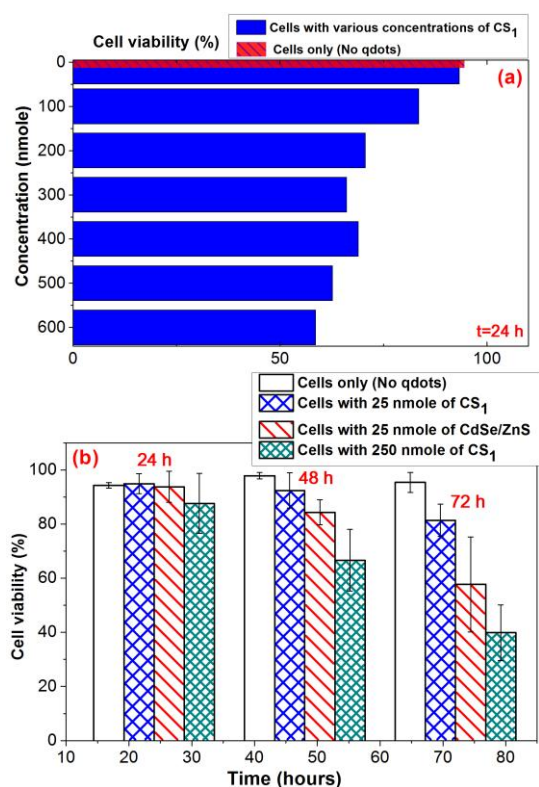 Cells with various concentrations of CS1
Cells only (No qdots)
Cell viability (%)
(a)
Concentration (nmole)
0
100
200
300
400
500
600
t=24 h
0 50 100
Cells only (No qdots)
Cells with 25 nmole of CS1
Cells with 25 nmole of CdSe/ZnS
Cells with 250 nmole of CS1
(b)
24 h
48 h
72 h
Cell viability (%)
100
80
60
40
20
0
10 20 30 40 50 60 70 80
Time (hours)